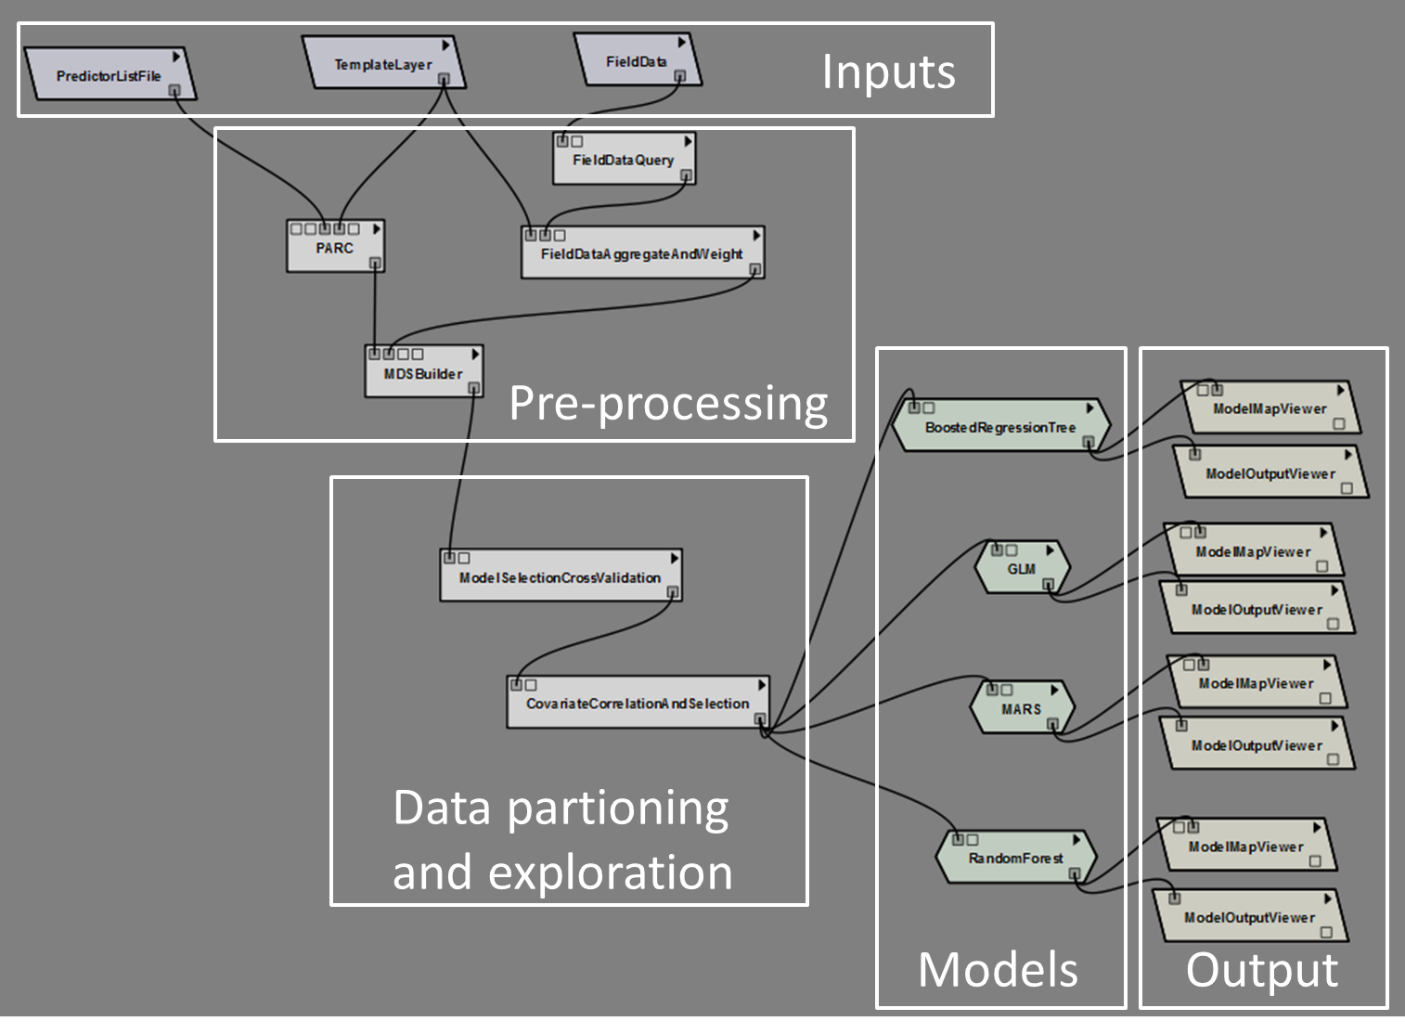 PredictorListFile
TemplateLayer
FieldData
Inputs
FieldDataQuery
PARC
FieldDataAggregateAndWeight
MDSBuilder
Pre-processing
ModelSelectionCrossValidation
CovariateCorrelationAndSelection
Data partioning
and exploration
BoostedRegressionTree
GLM
MARS
RandomForest
Models
ModelMapViewer
ModelOutputViewer
ModelMapViewer
ModelOutputViewer
ModelMapViewer
ModelOutputViewer
ModelMapViewer
ModelOutputViewer
Output